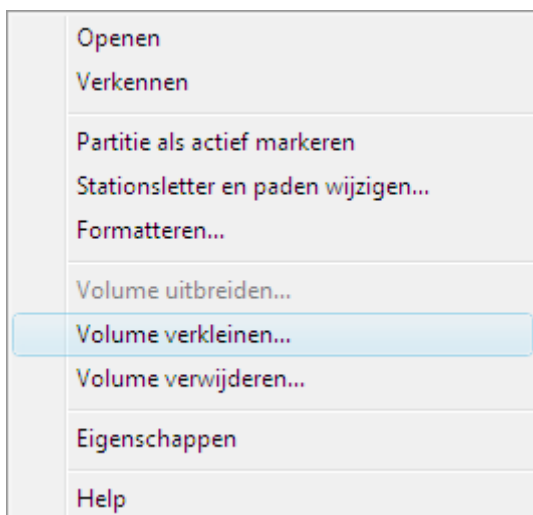 Openen
Verkennen
Partitie als actief markeren
Stationsletter en paden wijzigen...
Formatteren...
Volume uitbreiden...
Volume verkleinen...
Volume verwijderen...
Eigenschappen
Help